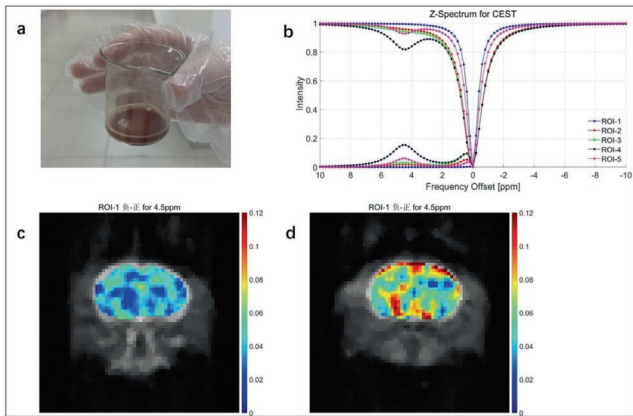 a
b
Z-Spectrum for CEST
1
0.8
0.6
0.4
0.2
0
Intensity
ROI-1
ROI-2
ROI-3
ROI-4
ROI-5
10 8 6 4 2 0 -2 -4 -6 -8 -10
Frequency Offset [ppm]
c
ROI-1 负-正 for 4.5ppm
0.12
0.1
0.08
0.06
0.04
0.02
0
d
ROI-1 负-正 for 4.5ppm
0.12
0.1
0.08
0.06
0.04
0.02
0